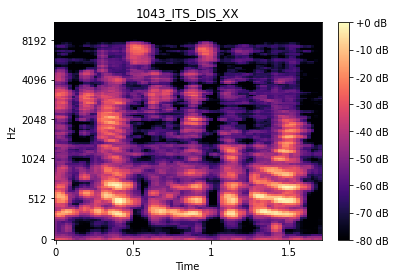 1043_ITS_DIS_XX
+0 dB
8192
-10 dB
4096
-20 dB
-30 dB
2048
Hz
-40 dB
1024
-50 dB
512
-60 dB
-70 dB
0
-80 dB
0
0.5
1
1.5
Time